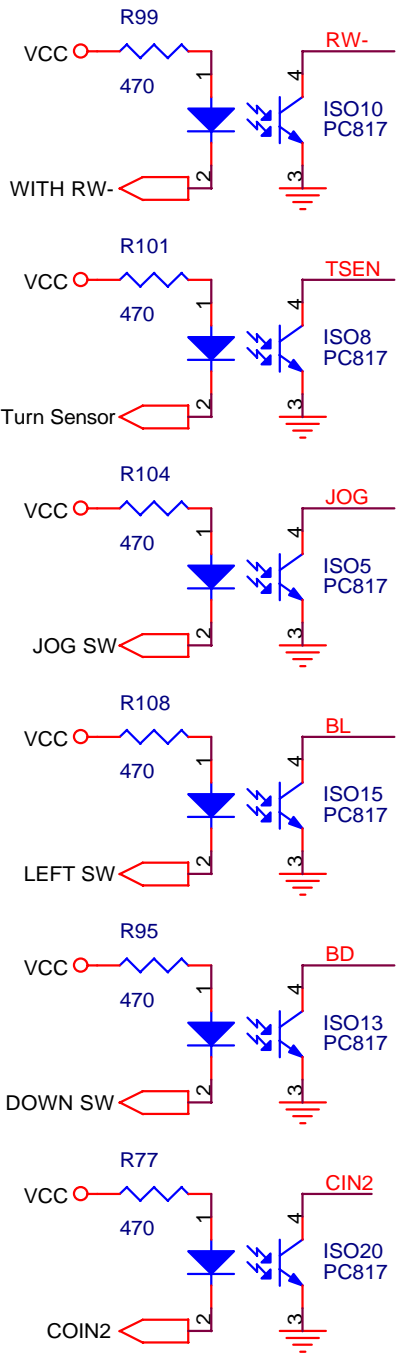 R99
RW-
VCC
470
1
4
ISO10
PC817
WITH RW-
2
3
R101
TSEN
VCC
470
1
4
ISO8
PC817
Turn Sensor
2
3
R104
JOG
VCC
470
1
4
ISO5
PC817
JOG SW
2
3
R108
BL
VCC
470
1
4
ISO15
PC817
LEFT SW
2
3
R95
BD
VCC
470
1
4
ISO13
PC817
DOWN SW
2
3
R77
CIN2
VCC
470
1
4
ISO20
PC817
COIN2
2
3